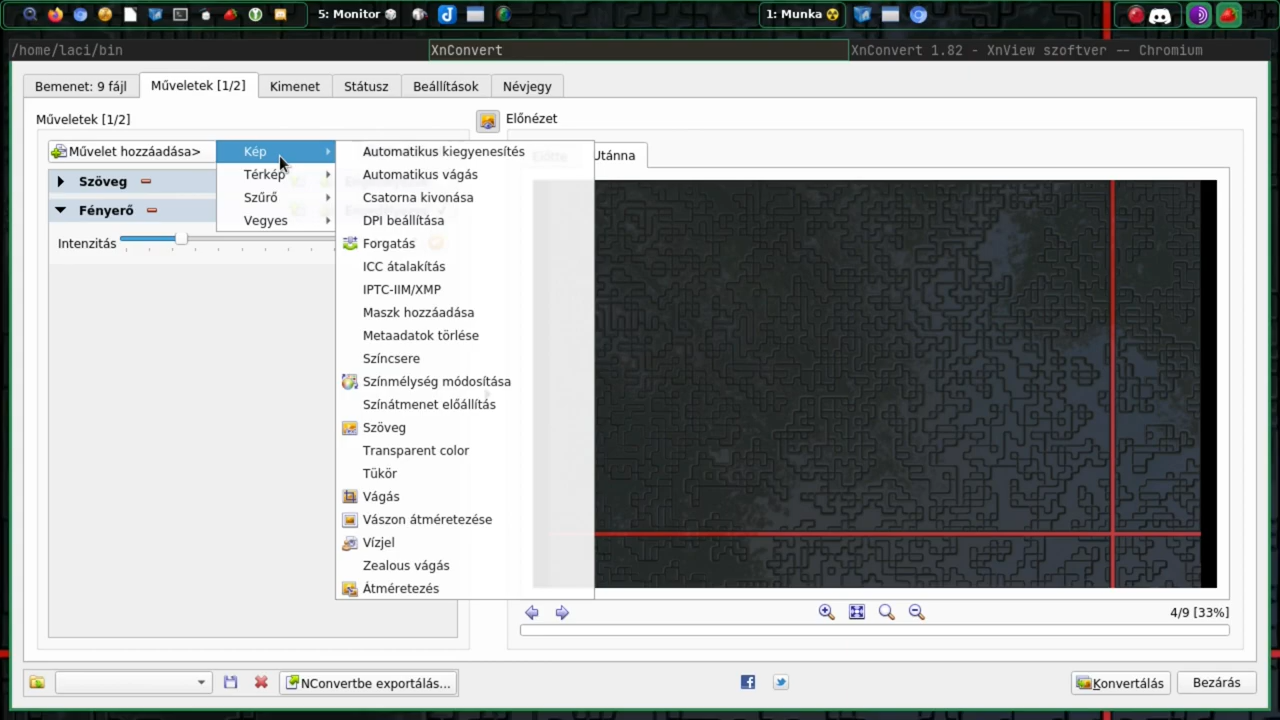 5: Monitor
1: Munka
/home/laci/bin
XnConvert
XnConvert 1.82 - XnView szoftver -- Chromium
Bemenet: 9 fájl
Műveletek [1/2]
Kimenet
Státusz
Beállítások
Névjegy
Műveletek [1/2]
Előnézet
Művelet hozzáadása>
Szöveg
Fényerő
Intenzitás
Kép
Térkép
Szűrő
Vegyes
Automatikus kiegyenesítés
Automatikus vágás
Csatorna kivonása
DPI beállítása
Forgatás
ICC átalakítás
IPTC-IIM/XMP
Maszk hozzáadása
Metaadatok törlése
Színcsere
Színmélység módosítása
Színátmenet előállítás
Szöveg
Transparent color
Tükör
Vágás
Vászon átméretezése
Vízjel
Zealous vágás
Átméretezés
Utánna
4/9 [33%]
NConvertbe exportálás...
Konvertálás
Bezárás